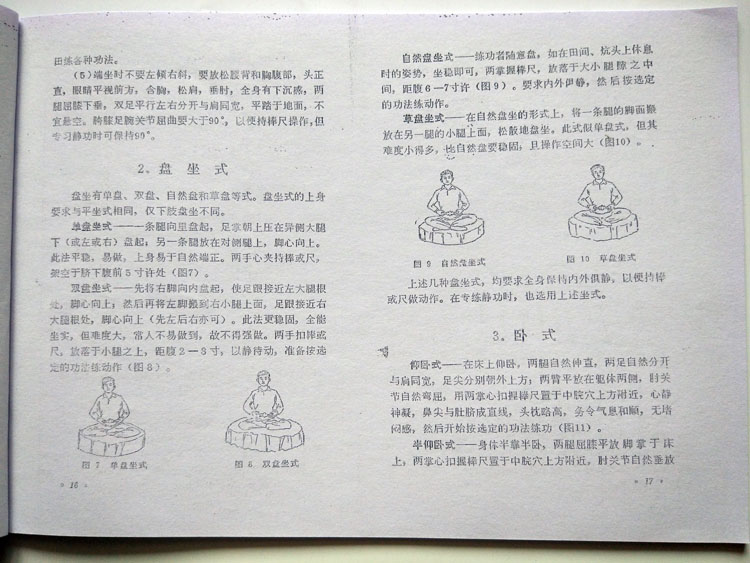 田练各种功法。
(5)端坐时不要左倾右斜，要放松腰背和胸腹部，头正
直，眼睛平视前方，含胸，松肩，垂肘，全身有下沉感，两
腿屈膝下垂，双足平行左右分开与肩同宽，平踏于地面，不
宜悬空。胯膝足腕关节屈曲要大于90°，以便持棒尺操作，但
专习静功时可保持90°。
2、盘坐式
盘坐有单盘、双盘、自然盘和草盘等式。盘坐式的上身
要求与平坐式相同，仅下肢盘坐不同。
单盘坐式——一条腿向里盘起，足掌朝上压在异侧大腿
下（或左或右）盘起；另一条腿放在对侧腿上，脚心向上。
此法平稳，易做，上身易于自然端正。两手心夹持棒或尺，
架空于脐下腹前5寸许处（图7）。
双盘坐式——先将右脚向内盘起，使足跟接近左大腿根
处，脚心向上；然后再将左脚搬到右小腿上面，足跟接近右
大腿根处，脚心向上（先左后右亦可）。此法更稳固，全能
坐实，但难度大，常人不易做到，故不得强做。两手扣棒或
尺，放落于小腿之上，距腹2—3寸，以静待动，准备按选
定的功法练动作（图8）。
图 7 单盘坐式
图 8 双盘坐式
• 16 •
自然盘坐式——练功者随意盘，如在田间、炕头上休息
时的姿势，坐稳即可，两掌握棒尺，放落于大小腿隙之中
间，距腹6—7寸许（图9）。要求内外伊静，然后按选定
的功法练动作。
草盘坐式——在自然盘坐的形式上，将一条腿的脚面搬
放在另一腿的小腿上面，松散地盘坐。此式似单盘式，但其
难度小得多，比自然盘要稳固，且操作空间大（图10）。
图 9 自然盘坐式
图 10 草盘坐式
上述几种盘坐式，均要求全身保持内外俱静，以便持棒
或尺做动作。在专练静功时，也选用上述坐式。
3、卧 式
仰卧式——在床上仰卧，两腿自然伸直，两足自然分开
与肩同宽，足尖分别朝外上方；两臂平放在躯体两侧，肘关
节自然弯屈，用两掌心扣握棒尺置于中脘穴上方附近，心静
神凝，鼻尖与肚脐成直线，头枕略高，务令气息和顺，无堵
闷感，然后开始按选定的功法练功（图11）。
半仰卧式——身体半靠半卧，两腿屈膝平放脚掌于床
上，两掌心扣握棒尺置于中脘穴上方附近，肘关节自然垂放
• 17 •